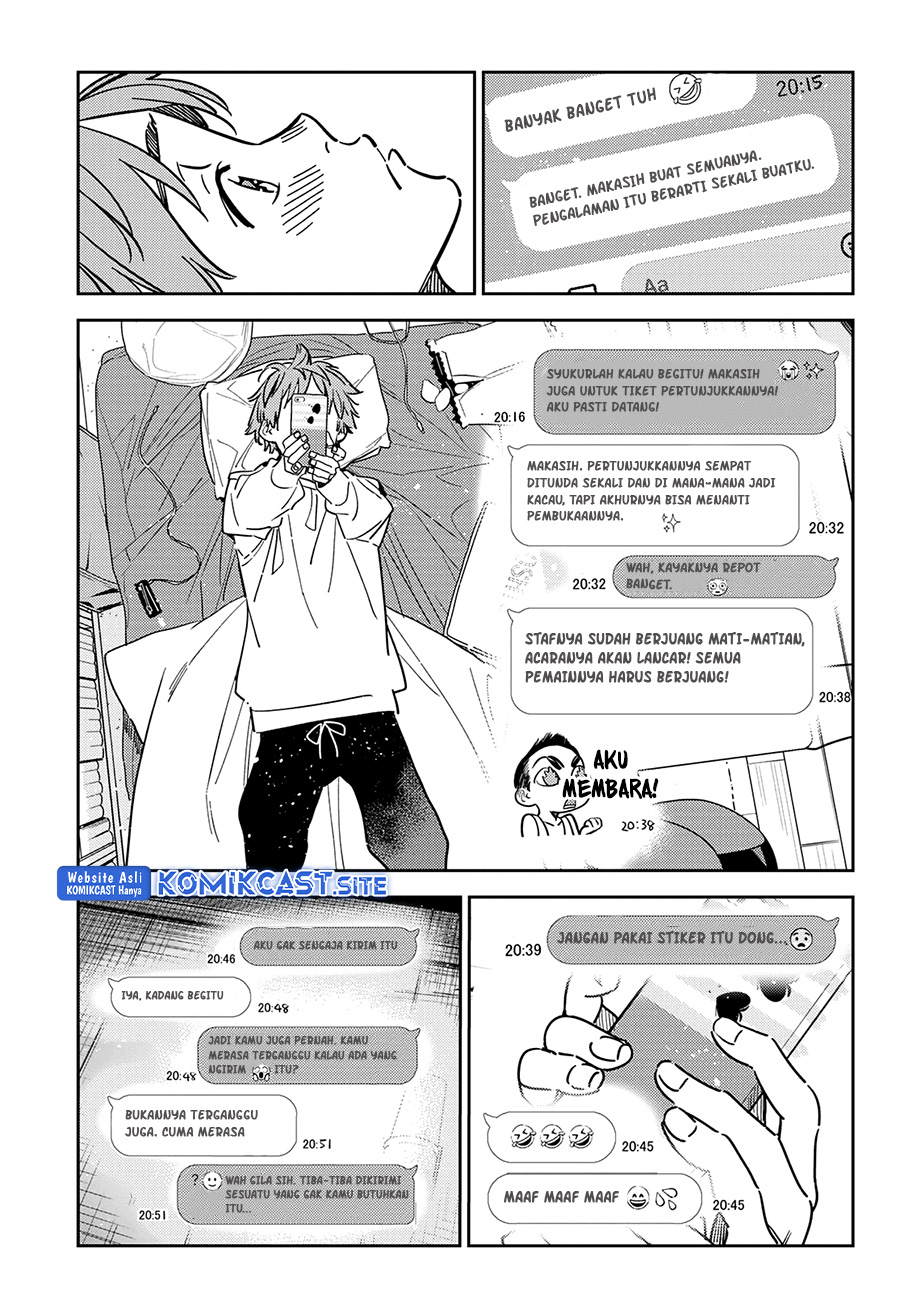 BANYAK BANGET TUH 🤣
20:15
BANGET. MAKASIH BUAT SEMUANYA.
PENGALAMAN ITU BERARTI SEKALI BUATKU.
Aa
SYUKURLAH KALAU BEGITU! MAKASIH 😭✨
JUGA UNTUK TIKET PERTUNJUKKANNYA!
AKU PASTI DATANG!
20:16
MAKASIH. PERTUNJUKKANNYA SEMPAT
DITUNDA SEKALI DAN DI MANA-MANA JADI
KACAU, TAPI AKHURNYA BISA MENANTI
PEMBUKAANNYA. ✨
20:32
WAH, KAYAKNYA REPOT
BANGET. 😳
20:32
STAFNYA SUDAH BERJUANG MATI-MATIAN,
ACARANYA AKAN LANCAR! SEMUA
PEMAINNYA HARUS BERJUANG!
20:38
AKU
MEMBARA!
20:38
Website Asli
KOMIKCAST Hanya
KOMIKCAST.SITE
JANGAN PAKAI STIKER ITU DONG...😧
20:39
🤣🤣🤣
20:45
MAAF MAAF MAAF 😄💦
20:45
AKU GAK SENGAJA KIRIM ITU
20:46
IYA, KADANG BEGITU
20:48
JADI KAMU JUGA PERNAH. KAMU
MERASA TERGANGGU KALAU ADA YANG
NGIRIM 😱 ITU?
20:48
BUKANNYA TERGANGGU
JUGA. CUMA MERASA
20:51
? 🙂 WAH GILA SIH. TIBA-TIBA DIKIRIMI
SESUATU YANG GAK KAMU BUTUHKAN
ITU...
20:51